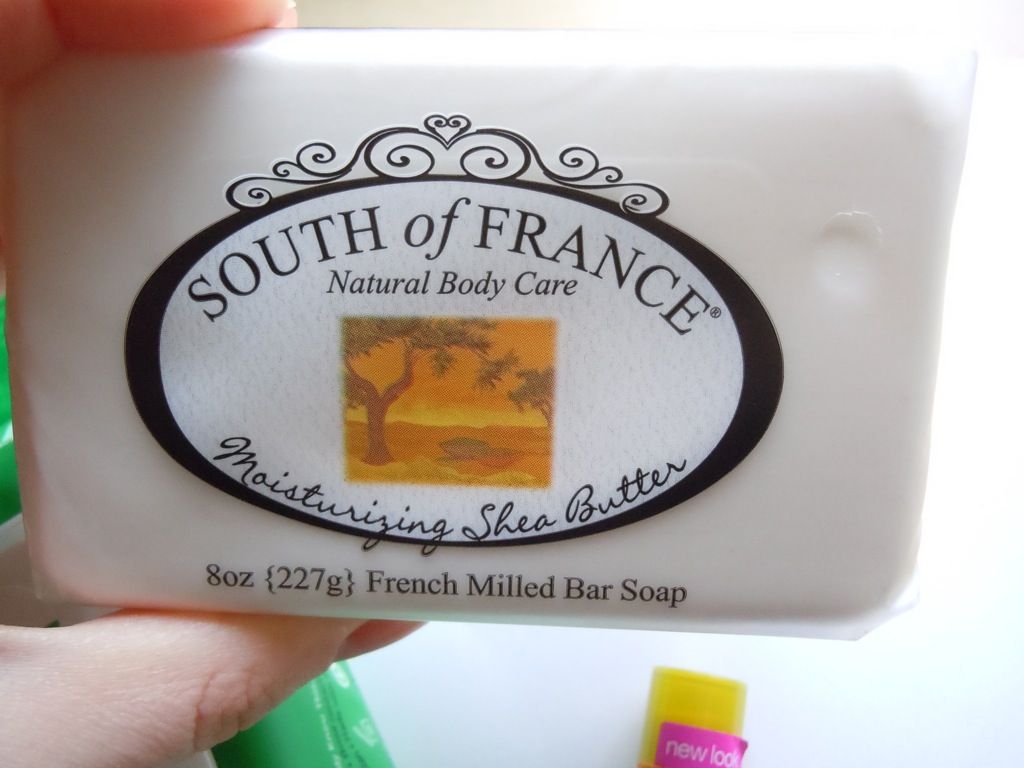 SOUTH of FRANCE®
Natural Body Care
Moisturizing Shea Butter
8oz {227g} French Milled Bar Soap
new look